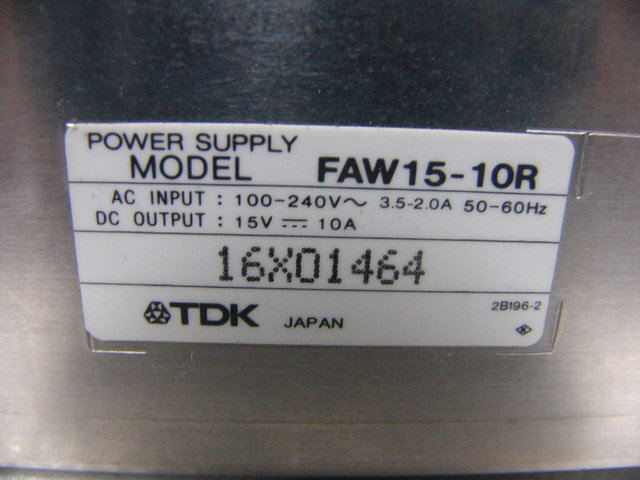 POWER SUPPLY
MODEL FAW15-10R
AC INPUT : 100-240V～ 3.5-2.0A 50-60Hz
DC OUTPUT : 15V ⎓ 10A
16X01464
TDK JAPAN
2B196-2